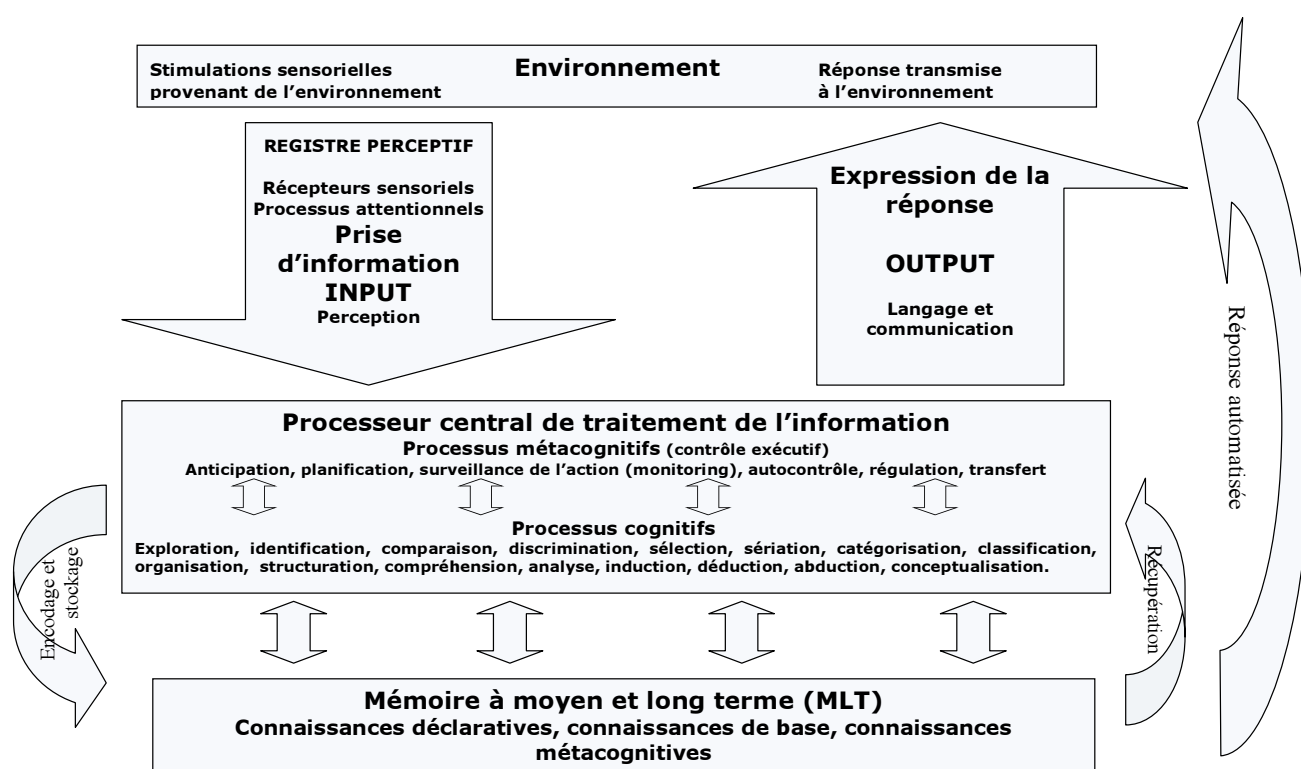 Environnement
Stimulations sensorielles
provenant de l'environnement
Réponse transmise
à l'environnement
REGISTRE PERCEPTIF
Récepteurs sensoriels
Processus attentionnels
Prise
d'information
INPUT
Perception
Expression de la
réponse
OUTPUT
Langage et
communication
Réponse automatisée
Processeur central de traitement de l'information
Processus métacognitifs (contrôle exécutif)
Anticipation, planification, surveillance de l'action (monitoring), autocontrôle, régulation, transfert
Processus cognitifs
Exploration, identification, comparaison, discrimination, sélection, sériation, catégorisation, classification,
organisation, structuration, compréhension, analyse, induction, déduction, abduction, conceptualisation.
Encodage et
stockage
Récupération
Mémoire à moyen et long terme (MLT)
Connaissances déclaratives, connaissances de base, connaissances
métacognitives